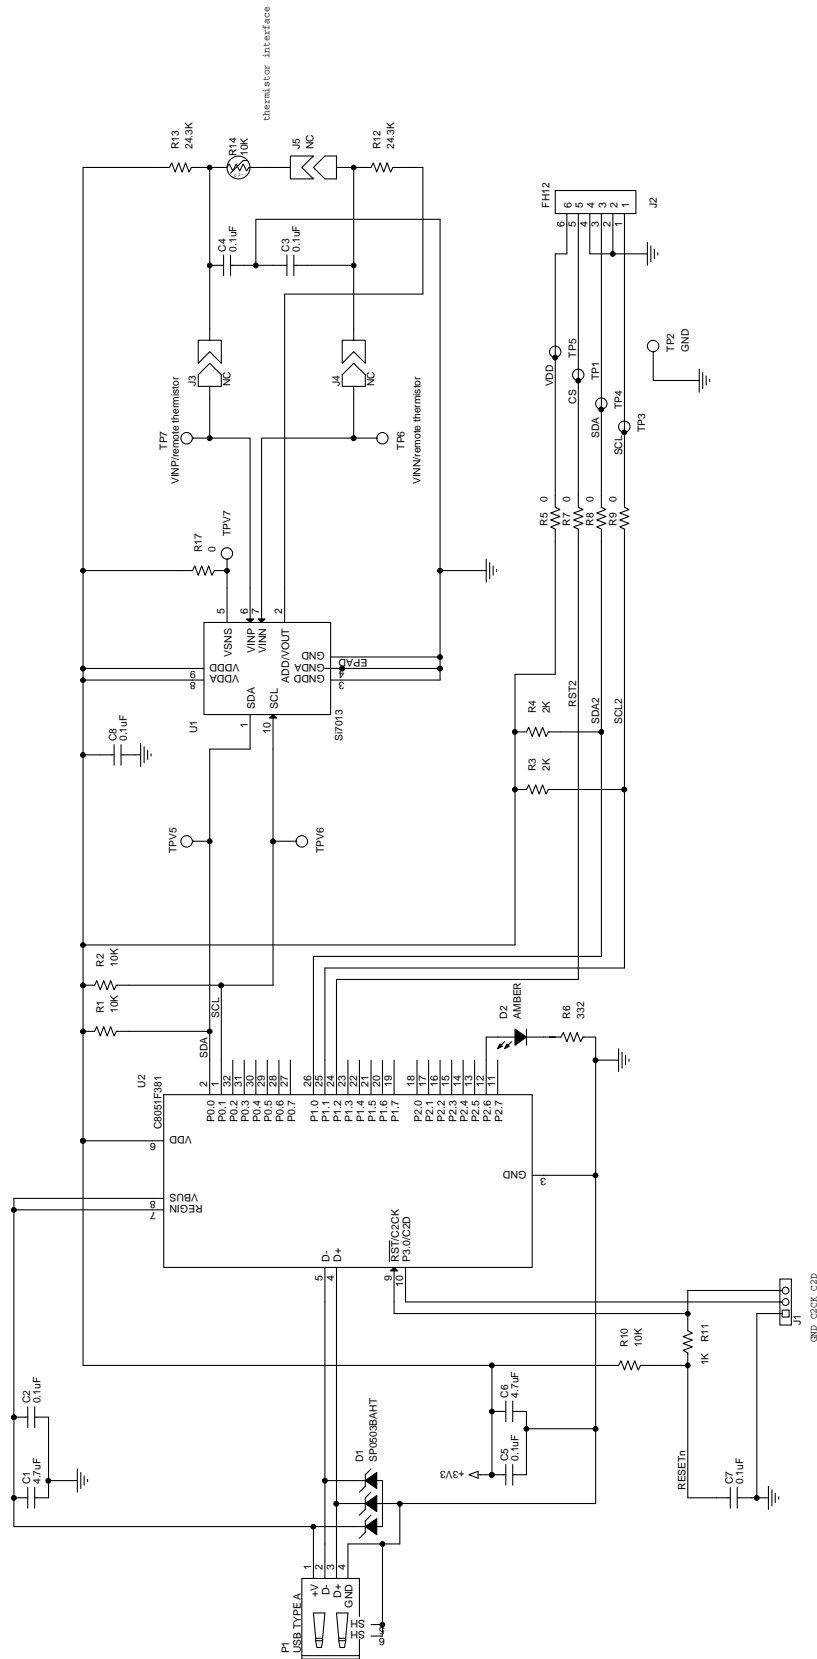 thermistor interface
R13
24.3K
R14
10K
J5
NC
R12
24.3K
C4
0.1uF
C3
0.1uF
J3
NC
J4
NC
TP7
VINP/remote thermistor
TP6
VINN/remote thermistor
R17
0
TPV7
5
6
7
2
VSNS
VINP
VINN
ADD/VOUT
VDDD
VDDA
9
8
GND
GNDA
GNDD
EPAD
4
3
SDA
SCL
1
10
U1
Si7013
C8
0.1uF
TPV5
TPV6
FH12
6
5
4
3
2
1
6
5
4
3
2
1
J2
VDD
TP5
CS
TP1
SDA
TP4
SCL
TP3
TP2
GND
R5
0
R7
0
R8
0
R9
0
RST2
SDA2
SCL2
R4
2K
R3
2K
R2
10K
R1
10K
SDA
SCL
D2
AMBER
R6
332
U2
C8051F381
2
1
32
31
30
29
28
27
26
25
24
23
22
21
20
19
18
17
16
15
14
13
12
11
P0.0
P0.1
P0.2
P0.3
P0.4
P0.5
P0.6
P0.7
P1.0
P1.1
P1.2
P1.3
P1.4
P1.5
P1.6
P1.7
P2.0
P2.1
P2.2
P2.3
P2.4
P2.5
P2.6
P2.7
VDD
6
VBUS
8
REGIN
7
GND
3
D-
D+
5
4
RST/C2CK
P3.0/C2D
9
10
J1
GND C2CK C2D
R10
10K
R11
1K
RESETn
C7
0.1uF
C2
0.1uF
C1
4.7uF
C6
4.7uF
C5
0.1uF
+3V3
D1
SP0503BAHT
P1
USB TYPE A
+V
D-
D+
GND
1
2
3
4
SH
SH
5
6